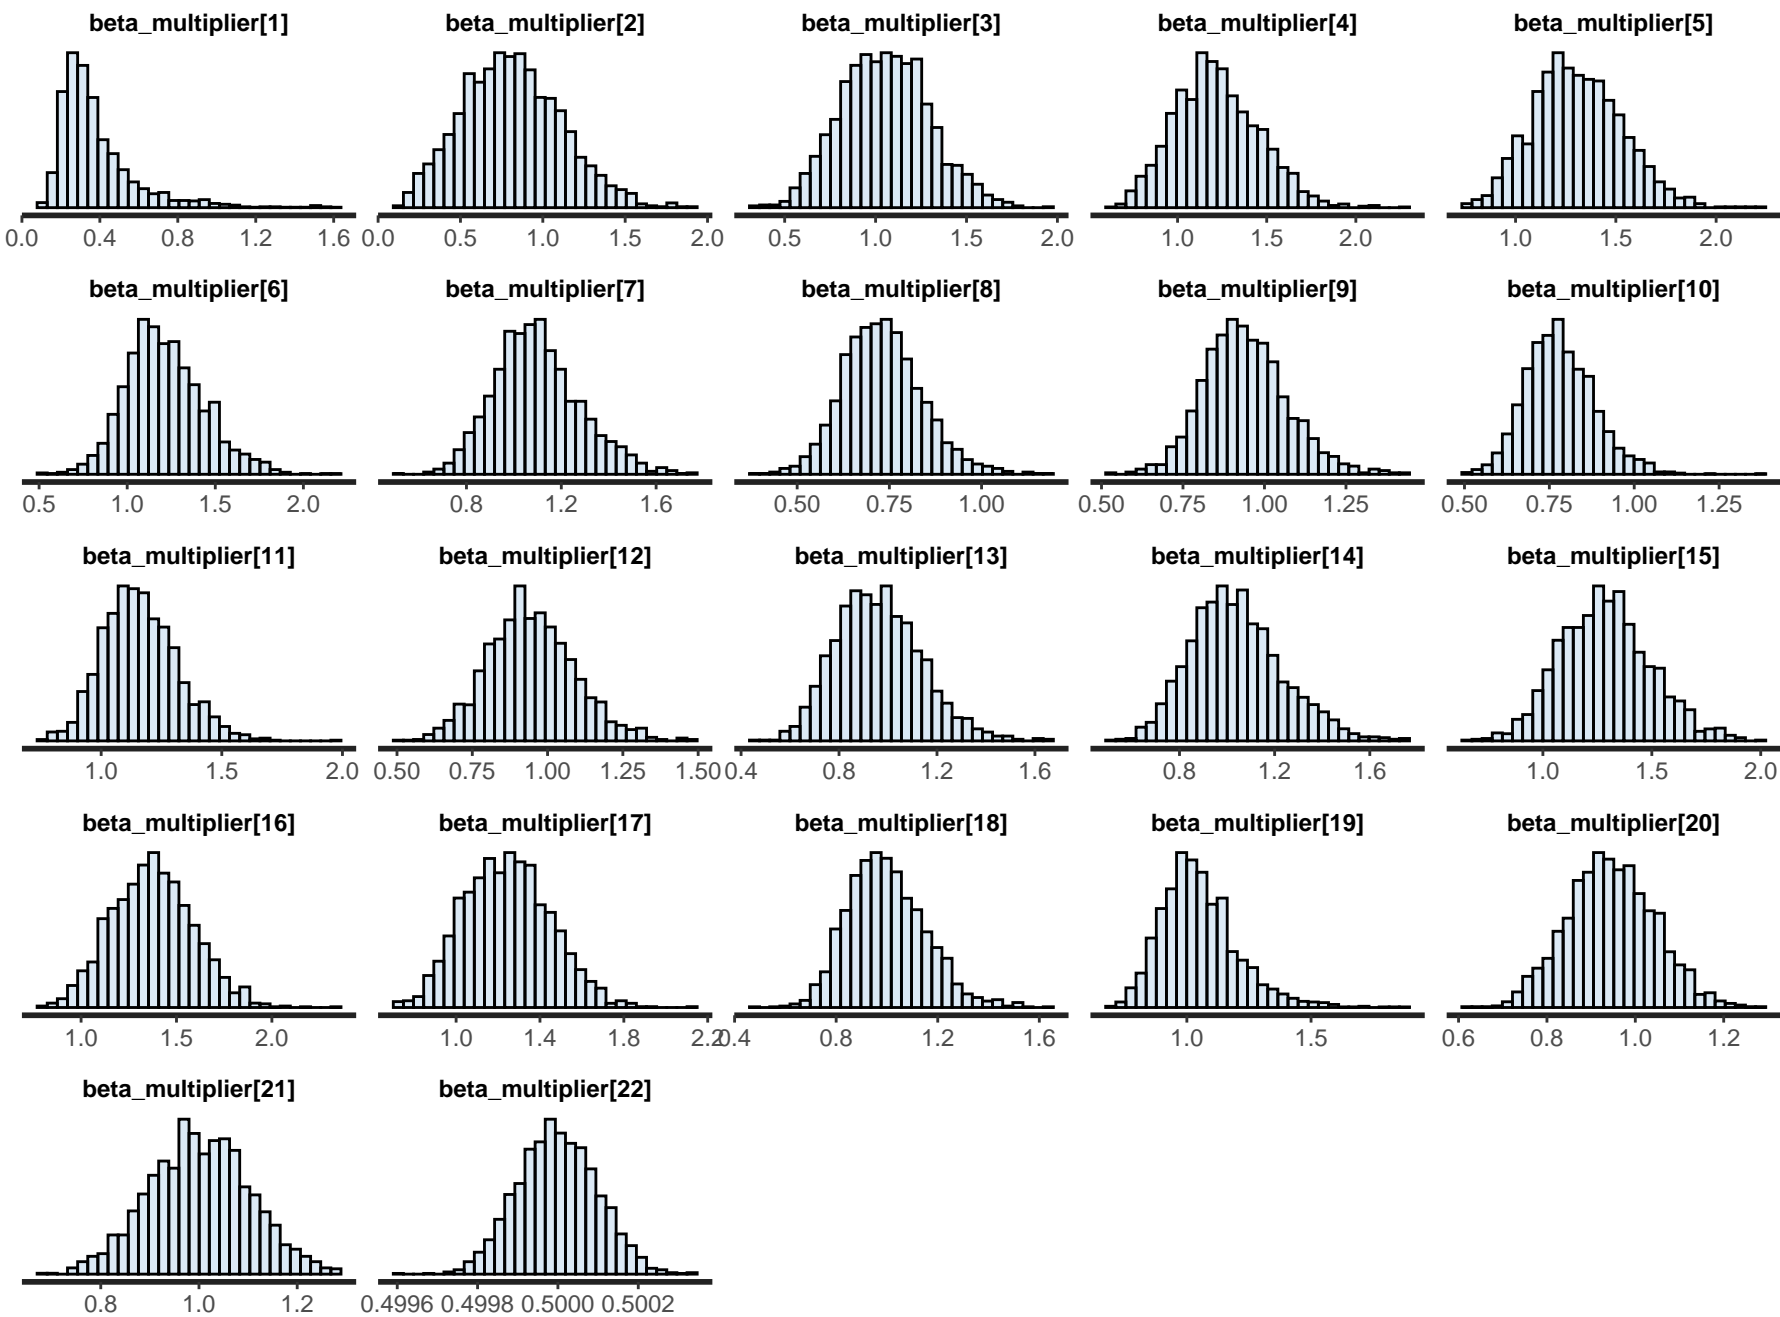 beta_multiplier[1] beta_multiplier[2] beta_multiplier[3] beta_multiplier[4] beta_multiplier[5]
0.0 0.4 0.8 1.2 1.6 0.0 0.5 1.0 1.5 2.0 0.5 1.0 1.5 2.0 1.0 1.5 2.0 1.0 1.5 2.0
beta_multiplier[6] beta_multiplier[7] beta_multiplier[8] beta_multiplier[9] beta_multiplier[10]
0.5 1.0 1.5 2.0 0.8 1.2 1.6 0.50 0.75 1.00 0.50 0.75 1.00 1.25 0.50 0.75 1.00 1.25
beta_multiplier[11] beta_multiplier[12] beta_multiplier[13] beta_multiplier[14] beta_multiplier[15]
1.0 1.5 2.0 0.50 0.75 1.00 1.25 1.50 0.4 0.8 1.2 1.6 0.8 1.2 1.6 1.0 1.5 2.0
beta_multiplier[16] beta_multiplier[17] beta_multiplier[18] beta_multiplier[19] beta_multiplier[20]
1.0 1.5 2.0 1.0 1.4 1.8 2.2 0.4 0.8 1.2 1.6 1.0 1.5 0.6 0.8 1.0 1.2
beta_multiplier[21] beta_multiplier[22]
0.8 1.0 1.2 0.4996 0.4998 0.5000 0.5002